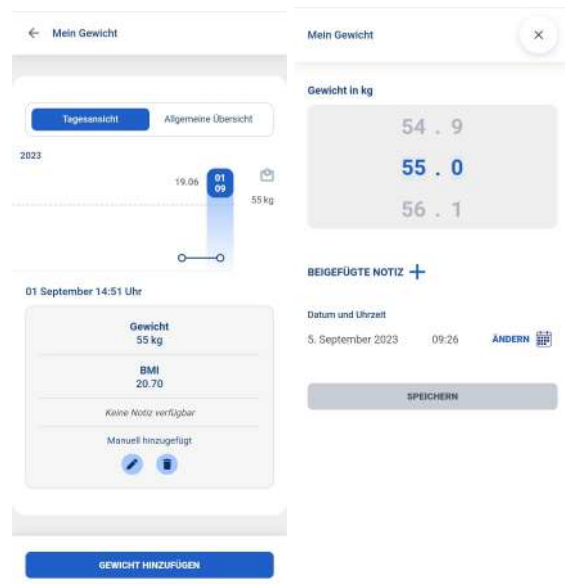 Mein Gewicht
Tagesansicht Allgemeine Übersicht
2023
19.06 01 09
55 kg
01 September 14:51 Uhr
Gewicht
55 kg
BMI
20.70
Keine Notiz verfügbar
Manuell hinzugefügt
GEWICHT HINZUFÜGEN
Mein Gewicht
Gewicht in kg
54 . 9
55 . 0
56 . 1
BEIGEFÜGTE NOTIZ +
Datum und Uhrzeit
5. September 2023 09:26 ÄNDERN
SPEICHERN